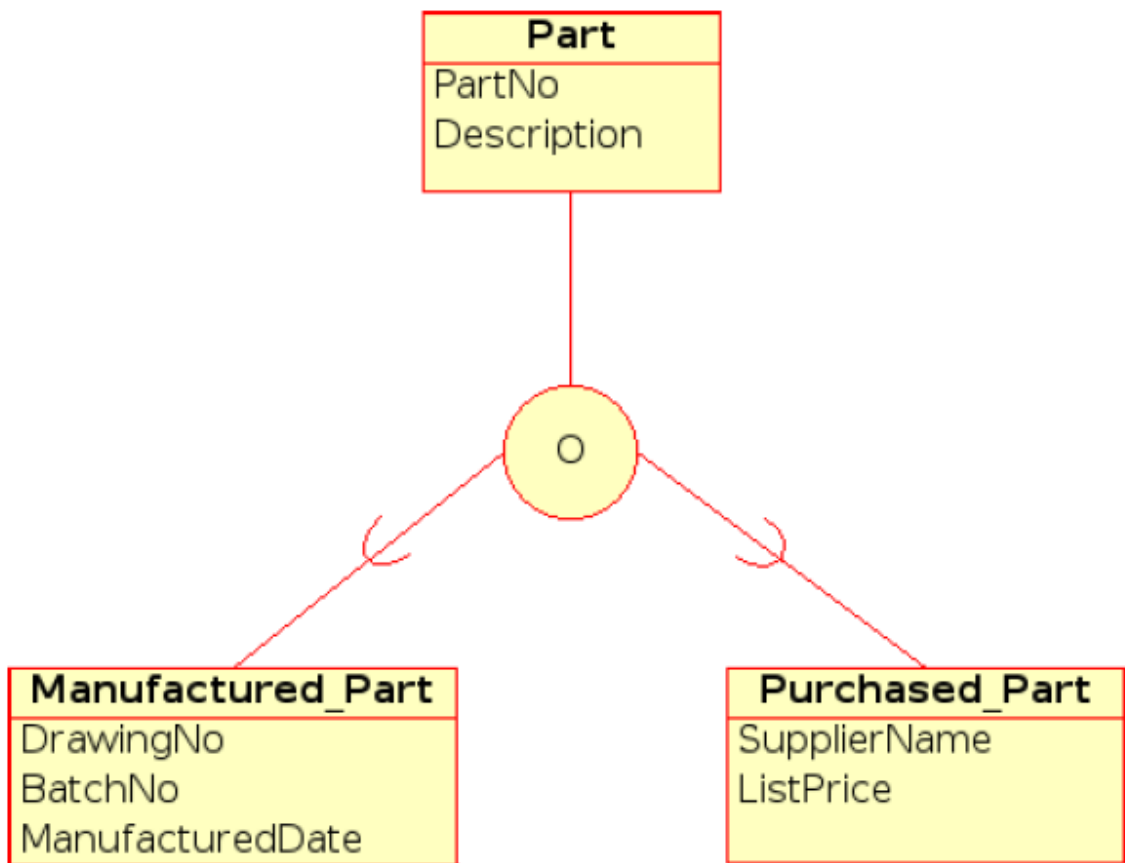 Part
PartNo
Description
O
Manufactured_Part
DrawingNo
BatchNo
ManufacturedDate
Purchased_Part
SupplierName
ListPrice